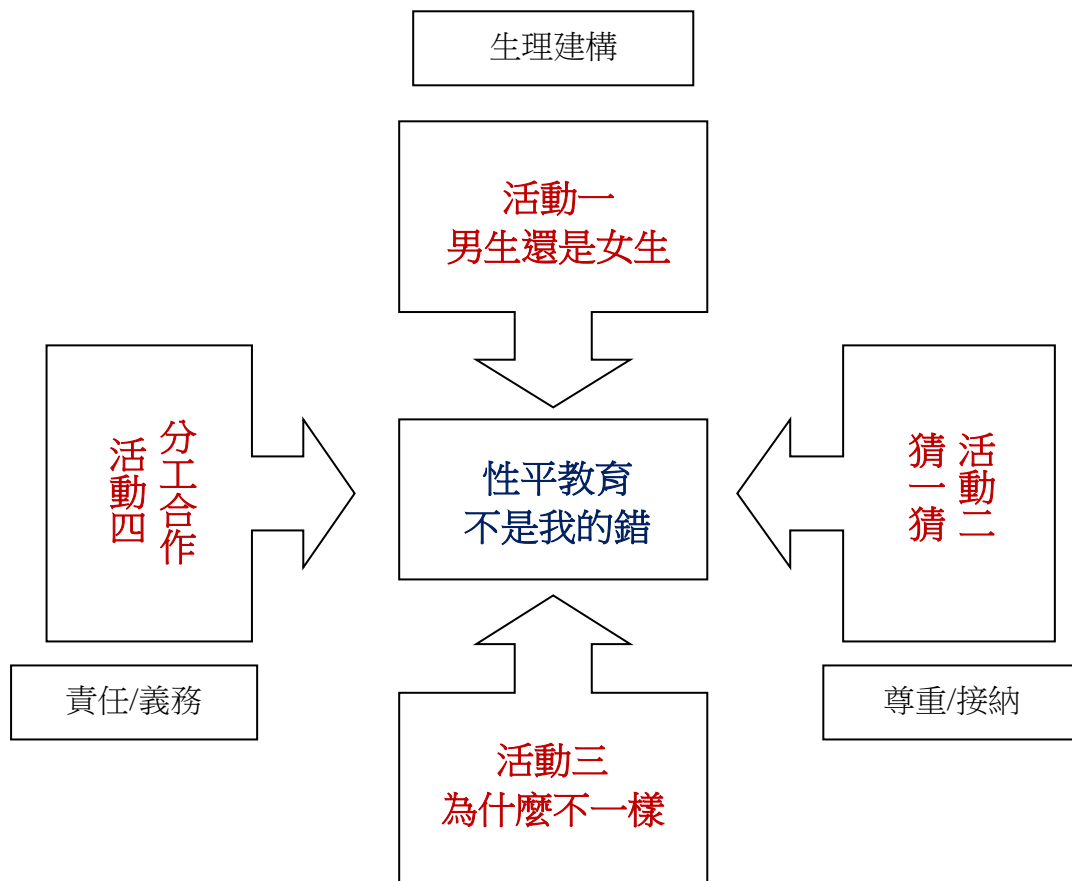 生理建構
活動一
男生還是女生
活動四
分工合作
性平教育
不是我的錯
活動二
猜一猜
責任/義務
尊重/接納
活動三
為什麼不一樣